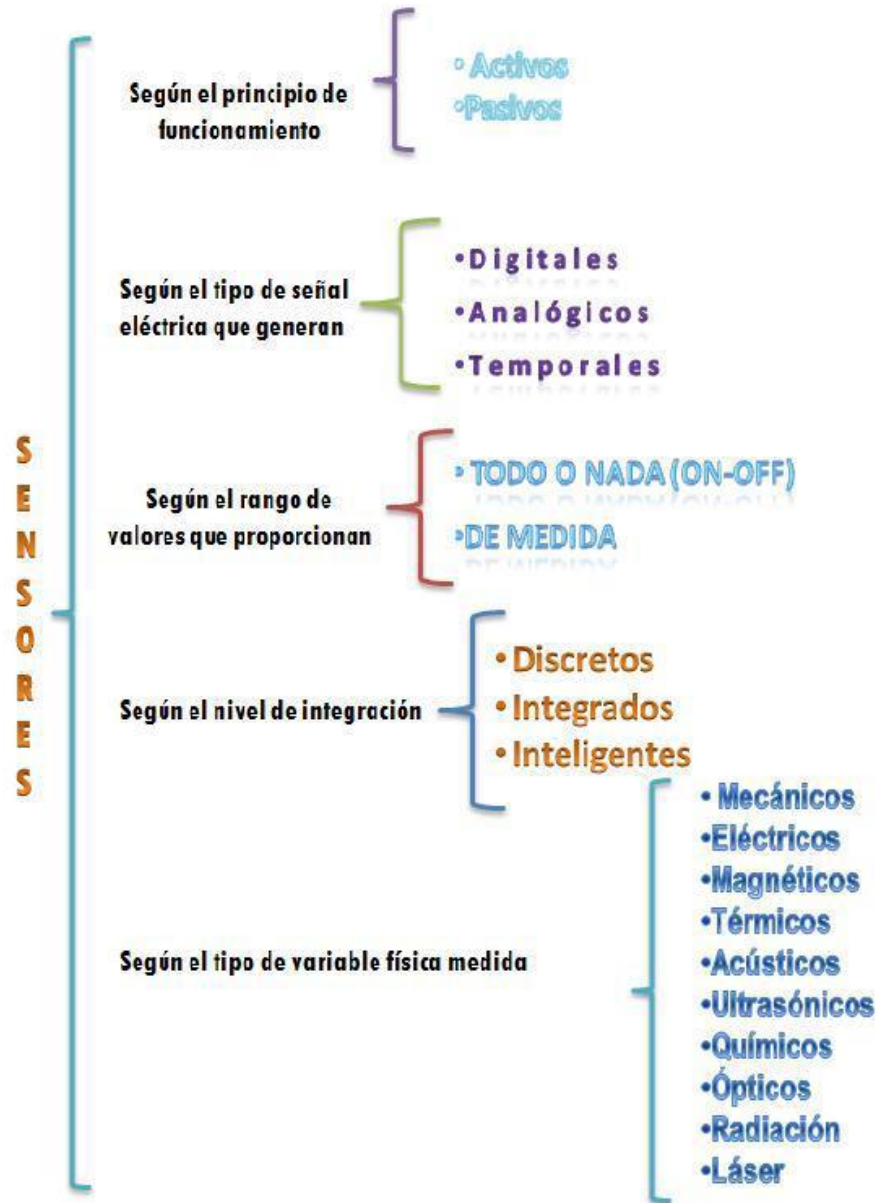 SENSORES
Según el principio de
funcionamiento
• Activos
•Pasivos
Según el tipo de señal
eléctrica que generan
•Digitales
•Analógicos
•Temporales
Según el rango de
valores que proporcionan
• TODO O NADA (ON-OFF)
•DE MEDIDA
Según el nivel de integración
•Discretos
•Integrados
•Inteligentes
Según el tipo de variable física medida
• Mecánicos
•Eléctricos
•Magnéticos
•Térmicos
•Acústicos
•Ultrasónicos
•Químicos
•Ópticos
•Radiación
•Láser